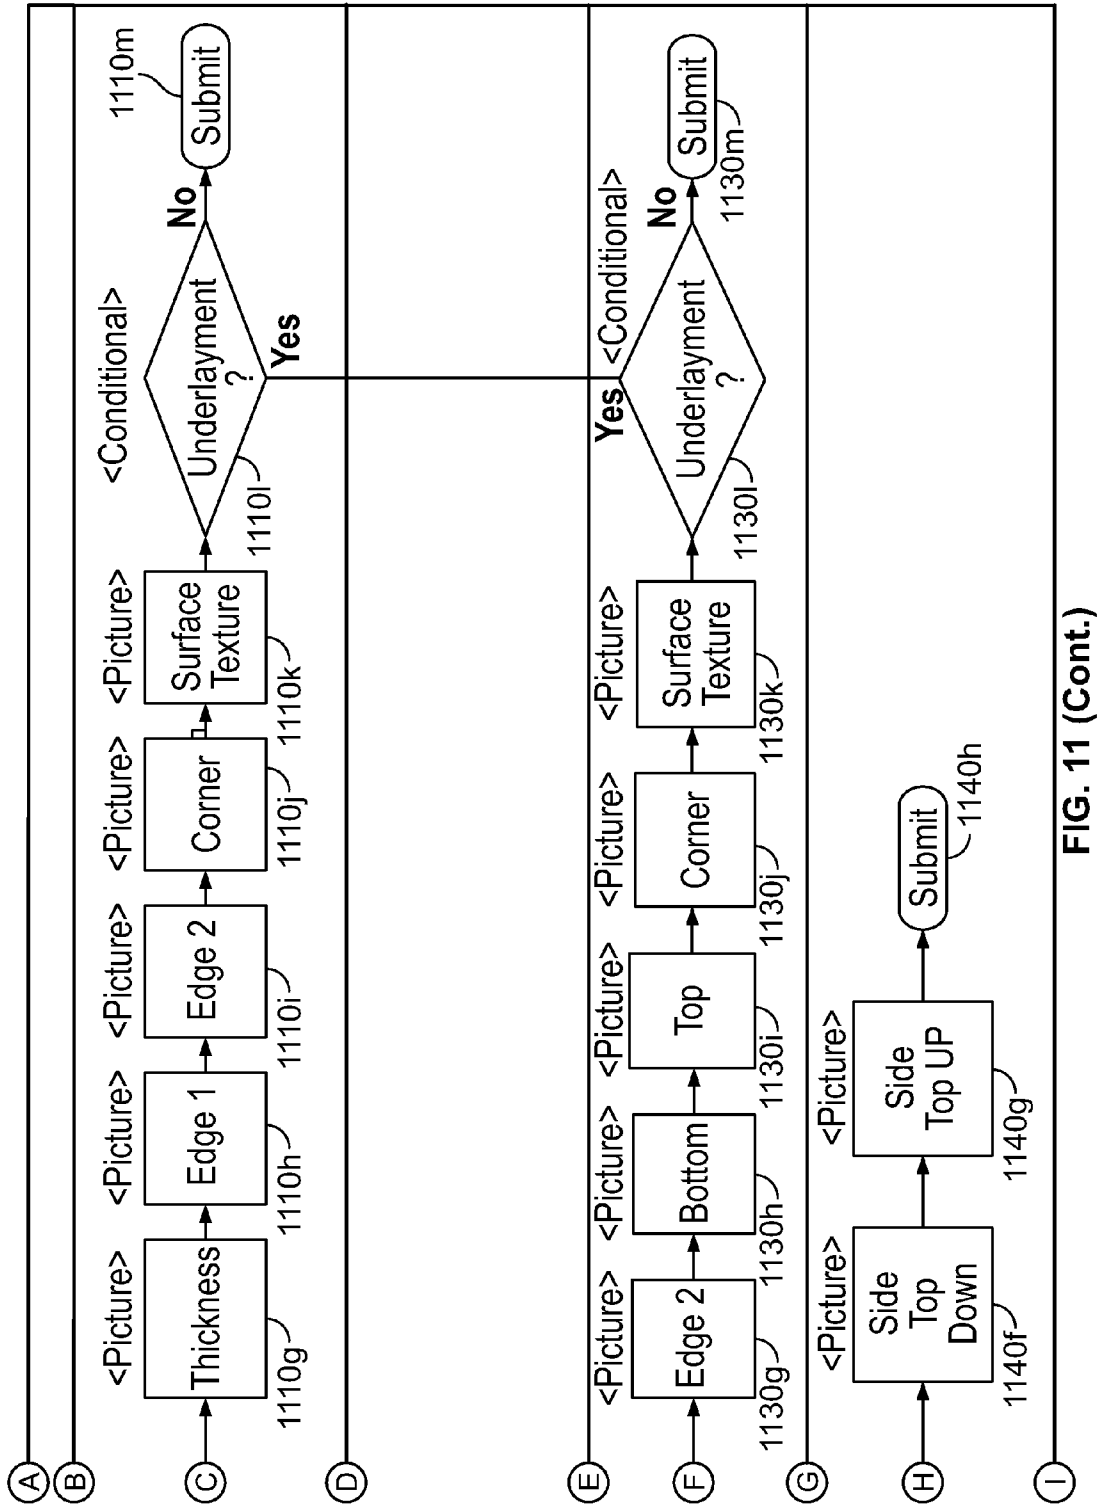 A
B
C
<Picture>
Thickness
1110g
<Picture>
Edge 1
1110h
<Picture>
Edge 2
1110i
<Picture>
Corner
1110j
<Picture>
Surface
Texture
1110k
<Conditional>
Underlayment
?
1110l
Yes
No
Submit
1110m
D
E
F
<Picture>
Edge 2
1130g
<Picture>
Bottom
1130h
<Picture>
Top
1130i
<Picture>
Corner
1130j
<Picture>
Surface
Texture
1130k
<Conditional>
Yes
Underlayment
?
1130l
No
Submit
1130m
G
H
<Picture>
Side
Top
Down
1140f
<Picture>
Side
Top UP
1140g
Submit
1140h
I
FIG. 11 (Cont.)